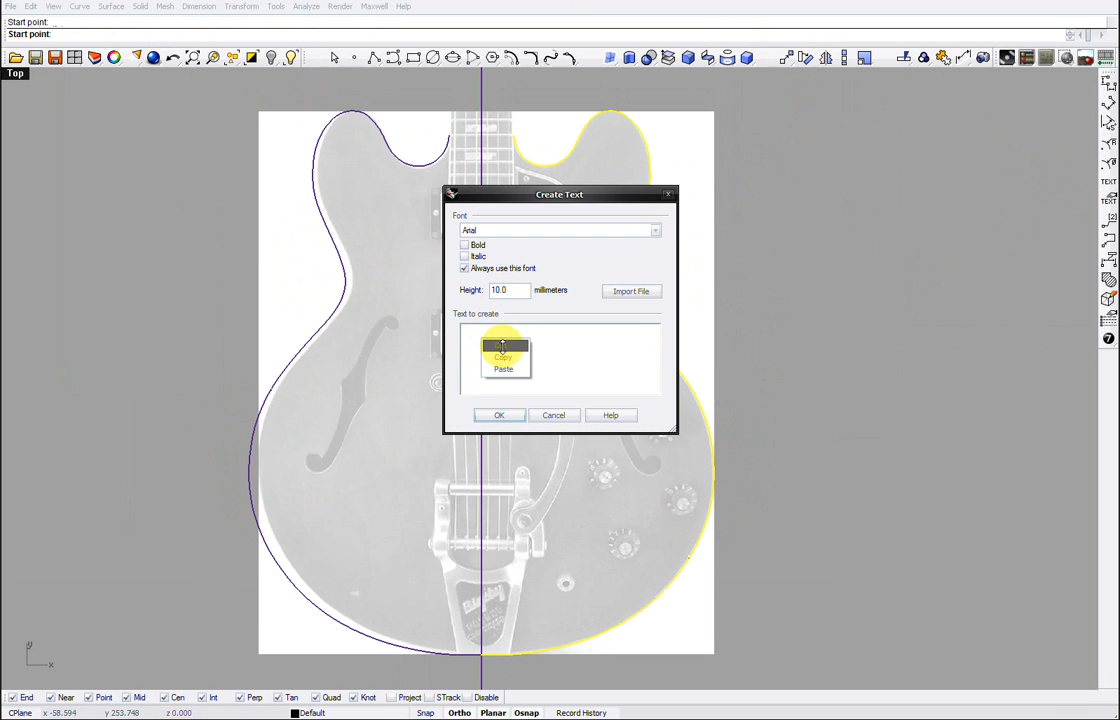 File Edit View Curve Surface Solid Mesh Dimension Transform Tools Analyze Render Maxwell Help
Start point:
Start point:
Top
Create Text
Font
Arial
Bold
Italic
Always use this font
Height: 10.0 millimeters Import File
Text to create
Copy
Paste
OK Cancel Help
TEXT
TEXT
y
x
End Near Point Mid Cen Int Perp Tan Quad Knot Project STrack Disable
CPlane x -58.594 y 253.748 z 0.000 Default Snap Ortho Planar Osnap Record History